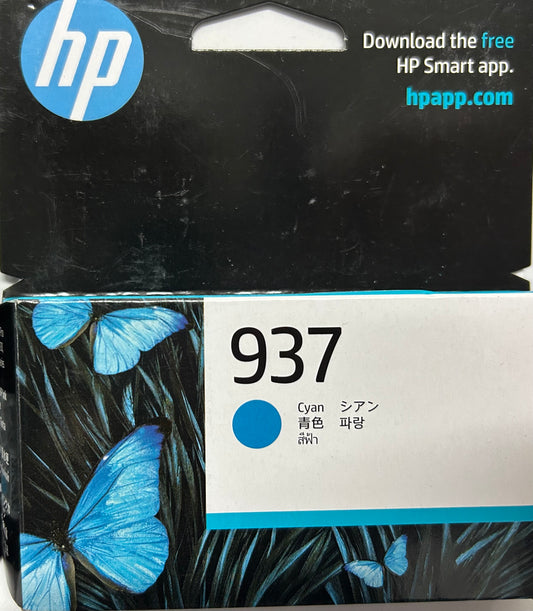 hp
Download the free
HP Smart app.
hpapp.com
937
Cyan シアン
青色 파랑
สีฟ้า